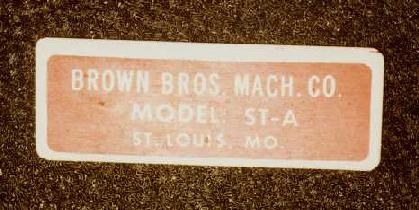 BROWN BROS. MACH. CO.
MODEL: ST-A
ST. LOUIS, MO.